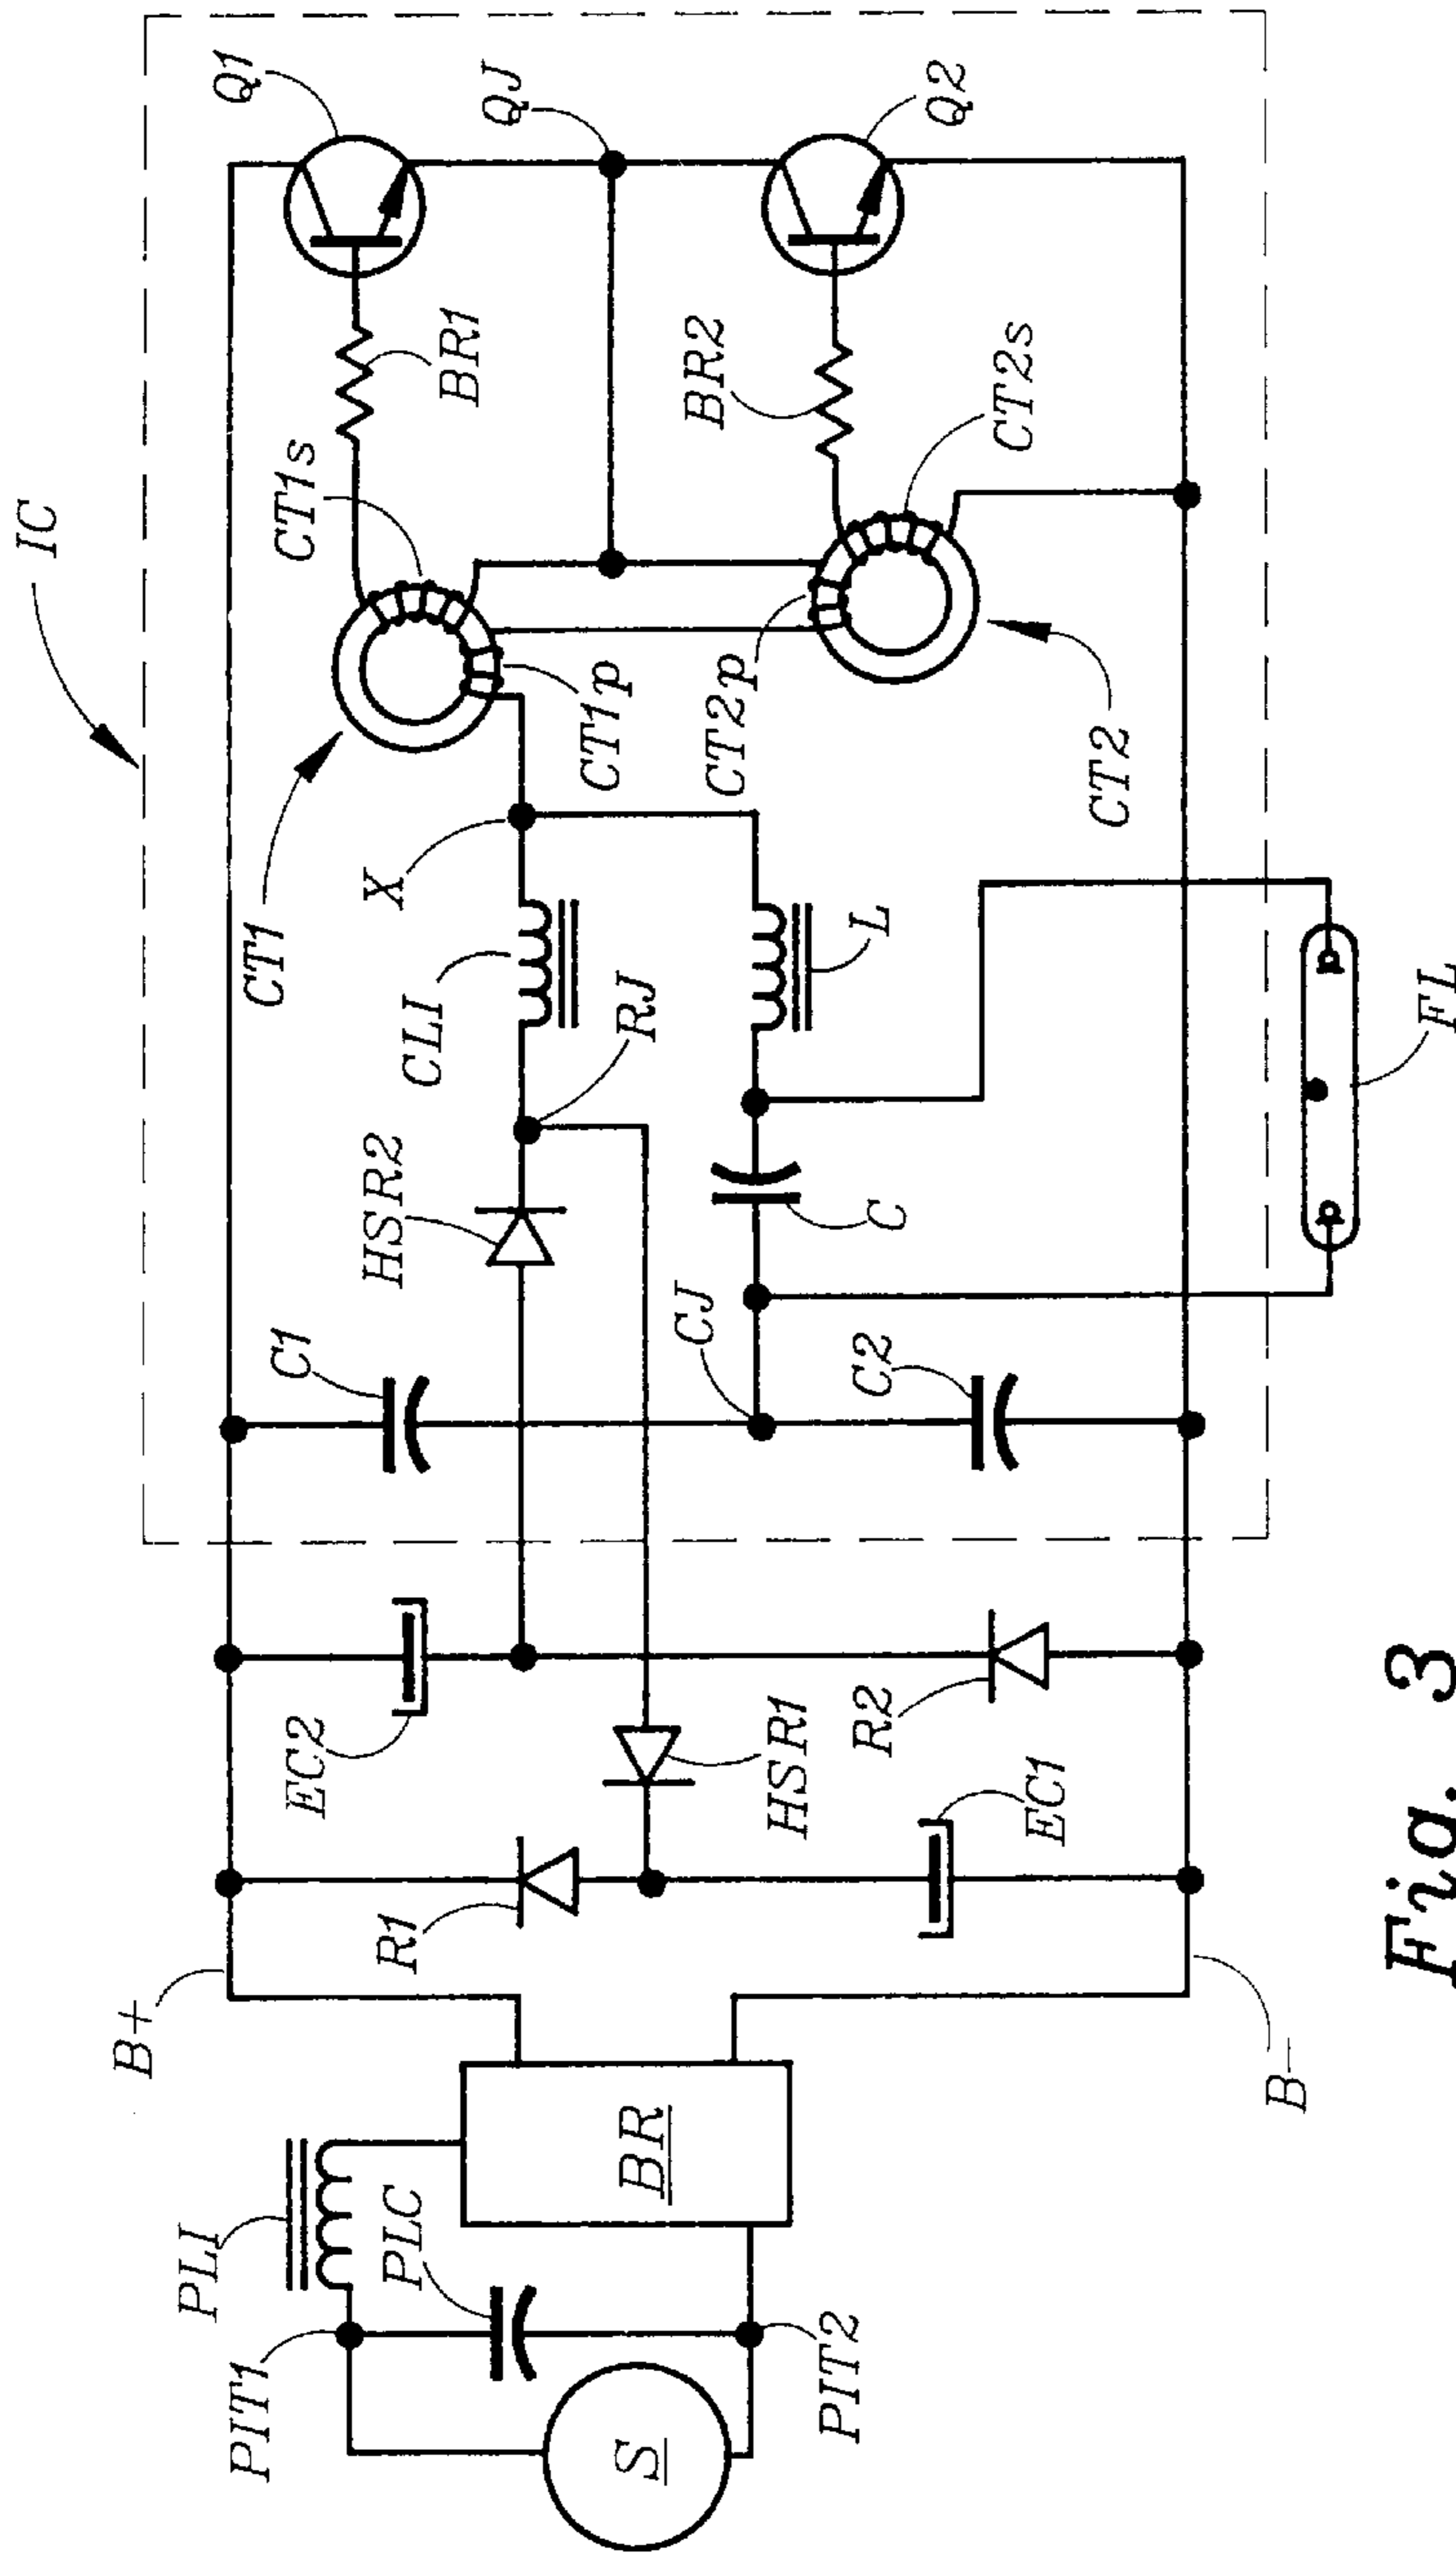 IC
Q1
QJ
Q2
BR1
BR2
CT1s
CT2s
CT1p
CT2p
CT1
CT2
X
CLI
L
RJ
HSR2
C
FL
C1
CJ
C2
EC2
R2
HSR1
EC1
R1
B+
B-
BR
PLI
PLC
PIT1
PIT2
S
Fig. 3